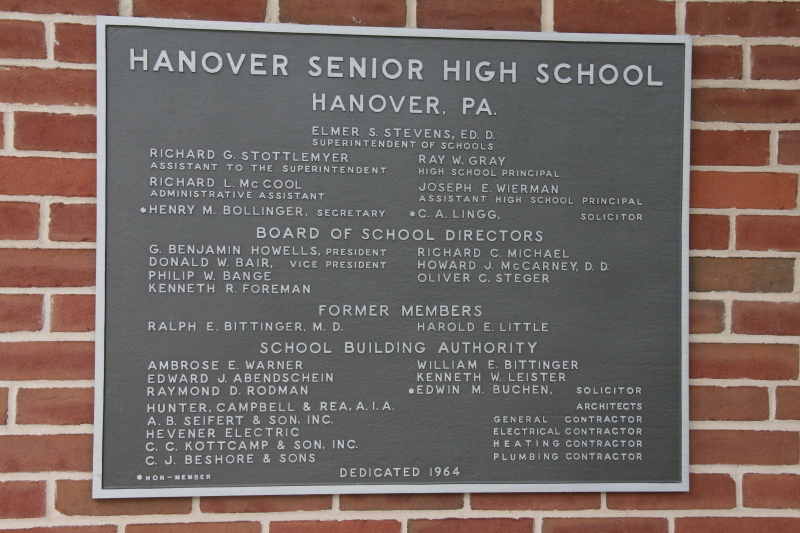 HANOVER SENIOR HIGH SCHOOL
HANOVER, PA.
ELMER S. STEVENS, ED. D.
SUPERINTENDENT OF SCHOOLS
RICHARD G. STOTTLEMYER
ASSISTANT TO THE SUPERINTENDENT
RAY W. GRAY
HIGH SCHOOL PRINCIPAL
RICHARD L. McCOOL
ADMINISTRATIVE ASSISTANT
JOSEPH E. WIERMAN
ASSISTANT HIGH SCHOOL PRINCIPAL
*HENRY M. BOLLINGER, SECRETARY
*C. A. LINGG, SOLICITOR
BOARD OF SCHOOL DIRECTORS
G. BENJAMIN HOWELLS, PRESIDENT
DONALD W. BAIR, VICE PRESIDENT
PHILIP W. BANGE
KENNETH R. FOREMAN
RICHARD C. MICHAEL
HOWARD J. McCARNEY, D. D.
OLIVER C. STEGER
FORMER MEMBERS
RALPH E. BITTINGER, M. D.
HAROLD E. LITTLE
SCHOOL BUILDING AUTHORITY
AMBROSE E. WARNER
EDWARD J. ABENDSCHEIN
RAYMOND D. RODMAN
WILLIAM E. BITTINGER
KENNETH W. LEISTER
*EDWIN M. BUCHEN, SOLICITOR
HUNTER, CAMPBELL & REA, A.I.A. ARCHITECTS
A. B. SEIFERT & SON, INC. GENERAL CONTRACTOR
HEVENER ELECTRIC ELECTRICAL CONTRACTOR
C. C. KOTTCAMP & SON, INC. HEATING CONTRACTOR
C. J. BESHORE & SONS PLUMBING CONTRACTOR
*NON-MEMBER
DEDICATED 1964